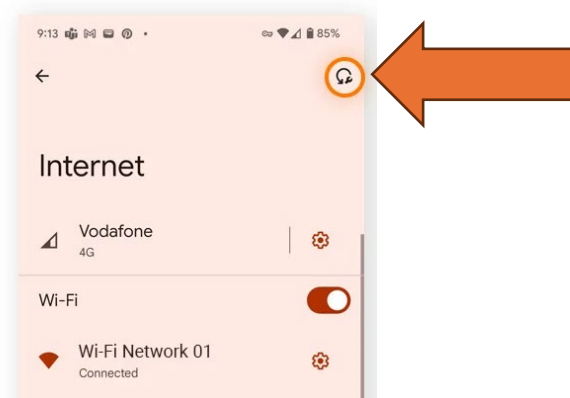 9:13 85%
Internet
Vodafone
4G
Wi-Fi
Wi-Fi Network 01
Connected